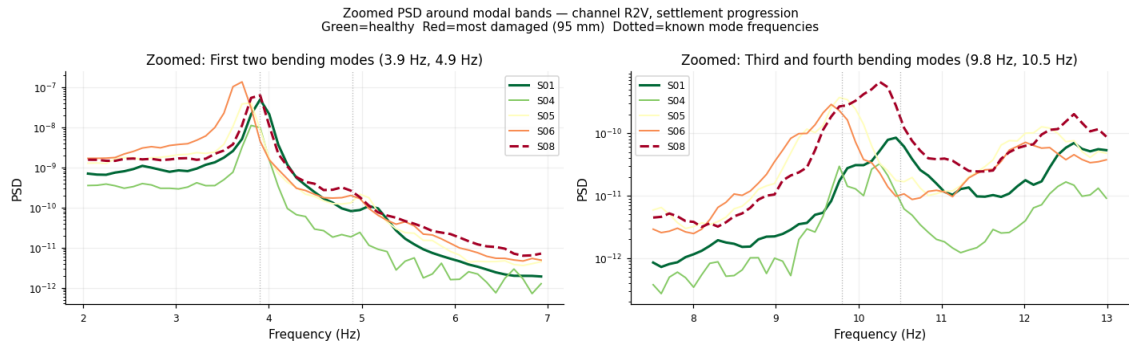 Zoomed PSD around modal bands — channel R2V, settlement progression
Green=healthy  Red=most damaged (95 mm)  Dotted=known mode frequencies
Zoomed: First two bending modes (3.9 Hz, 4.9 Hz)
10⁻⁷
10⁻⁸
10⁻⁹
10⁻¹⁰
10⁻¹¹
10⁻¹²
PSD
S01
S04
S05
S06
S08
2 3 4 5 6 7
Frequency (Hz)
Zoomed: Third and fourth bending modes (9.8 Hz, 10.5 Hz)
10⁻¹⁰
10⁻¹¹
10⁻¹²
PSD
S01
S04
S05
S06
S08
8 9 10 11 12 13
Frequency (Hz)